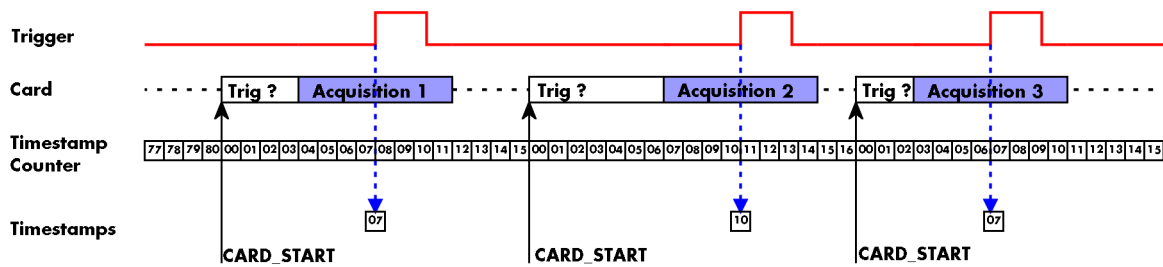 Trigger
Card Trig ? Acquisition 1 Trig ? Acquisition 2 Trig ? Acquisition 3
Timestamp
Counter
77 78 79 80 00 01 02 03 04 05 06 07 08 09 10 11 12 13 14 15 00 01 02 03 04 05 06 07 08 09 10 11 12 13 14 15 16 00 01 02 03 04 05 06 07 08 09 10 11 12 13 14 15
Timestamps 07 10 07
CARD_START CARD_START CARD_START